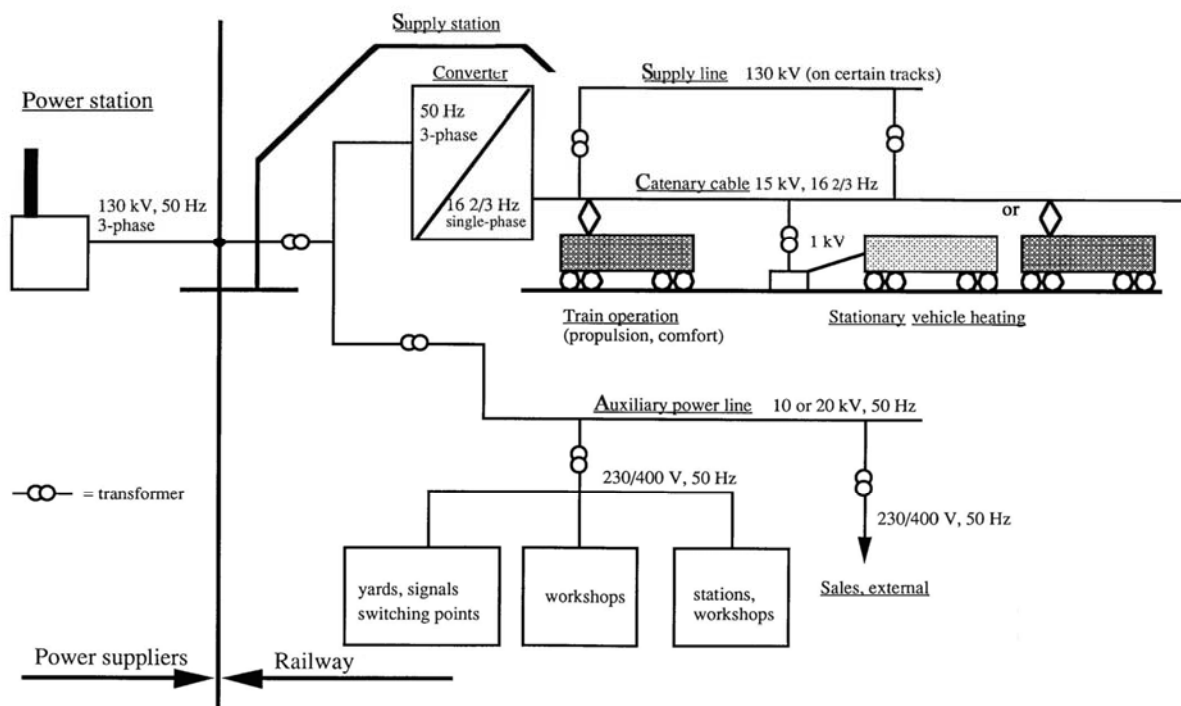 Supply station
Converter
Supply line 130 kV (on certain tracks)
Power station
50 Hz
3-phase
Catenary cable 15 kV, 16 2/3 Hz
16 2/3 Hz
single-phase
130 kV, 50 Hz
3-phase
or
1 kV
Train operation
(propulsion, comfort)
Stationary vehicle heating
Auxiliary power line 10 or 20 kV, 50 Hz
230/400 V, 50 Hz
= transformer
230/400 V, 50 Hz
yards, signals
switching points
workshops
stations,
workshops
Sales, external
Power suppliers
Railway